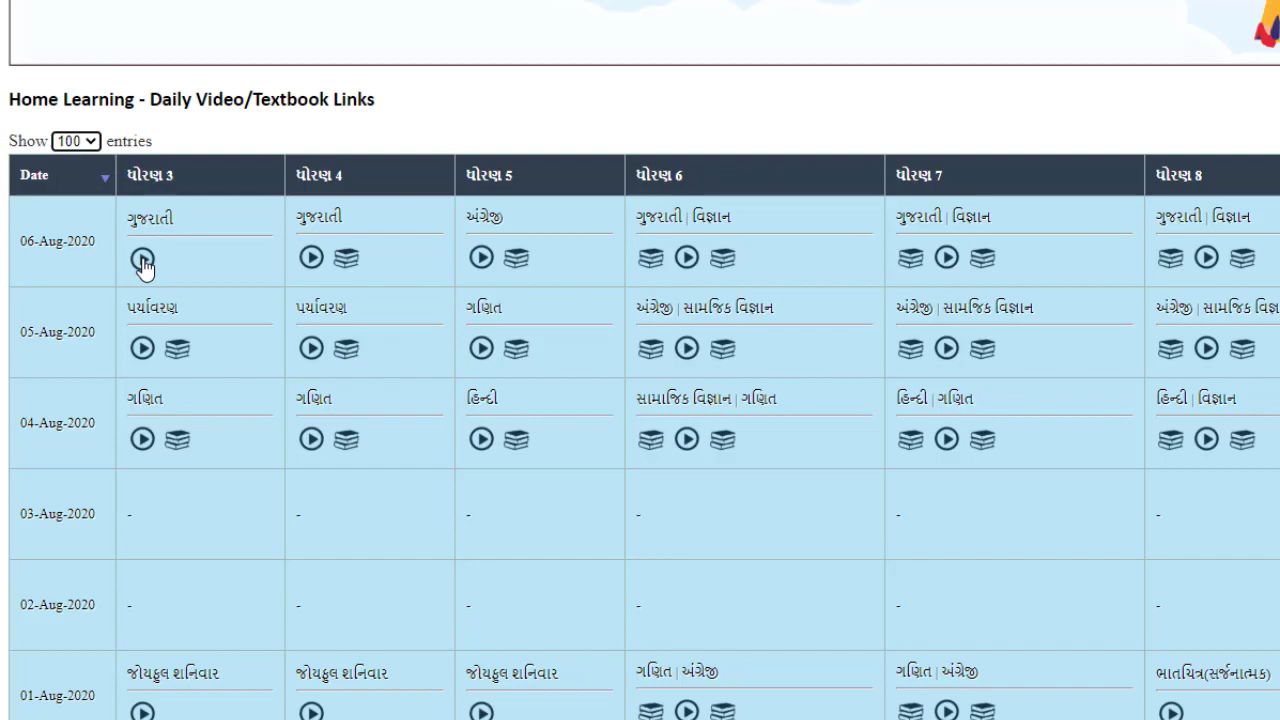 Home Learning - Daily Video/Textbook Links
Show 100 entries
Date ધોરણ 3 ધોરણ 4 ધોરણ 5 ધોરણ 6 ધોરણ 7 ધોરણ 8
06-Aug-2020 ગુજરાતી ગુજરાતી અંગ્રેજી ગુજરાતી | વિજ્ઞાન ગુજરાતી | વિજ્ઞાન ગુજરાતી | વિજ્ઞાન
05-Aug-2020 પર્યાવરણ પર્યાવરણ ગણિત અંગ્રેજી | સામજિક વિજ્ઞાન અંગ્રેજી | સામજિક વિજ્ઞાન અંગ્રેજી | સામજિક
04-Aug-2020 ગણિત ગણિત હિન્દી સામાજિક વિજ્ઞાન | ગણિત હિન્દી | ગણિત હિન્દી | વિજ્ઞાન
03-Aug-2020 - - - - - -
02-Aug-2020 - - - - - -
01-Aug-2020 જોયફુલ શનિવાર જોયફુલ શનિવાર જોયફુલ શનિવાર ગણિત | અંગ્રેજી ગણિત | અંગ્રેજી ભાતચિત્ર(સર્જનાત્મક)